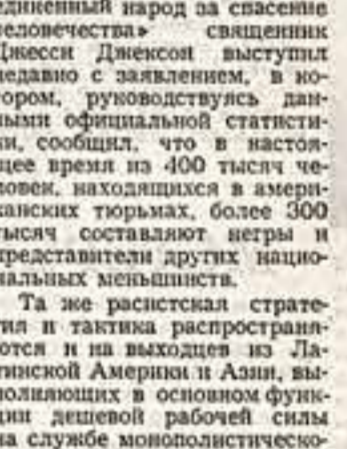 единенный народ за спасение
человечества» священник
Джесси Джексон выступил
недавно с заявлением, в ко-
тором, руководствуясь дан-
ными официальной статисти-
ки, сообщил, что в настоя-
щее время из 400 тысяч че-
ловек, находящихся в амери-
канских тюрьмах, более 300
тысяч составляют негры и
представители других нацио-
нальных меньшинств.
Та же расистская страте-
гия и тактика распространя-
ются и на выходцев из Ла-
тинской Америки и Азии, вы-
полняющих в основном функ-
ции дешевой рабочей силы
на службе монополистическо-